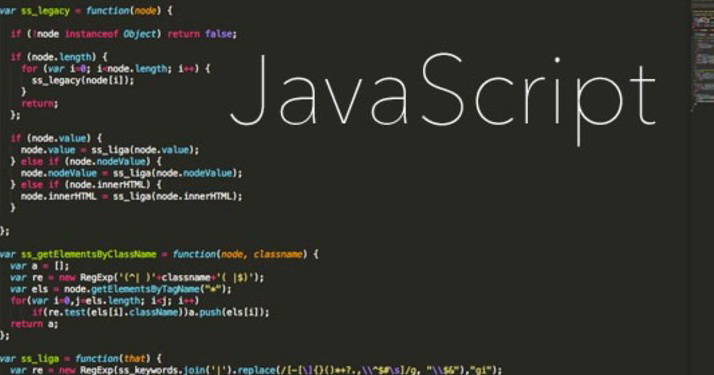 var ss_legacy = function(node) {
if (!node instanceof Object) return false;
if (node.length) {
for (var i=0; i<node.length; i++) {
ss_legacy(node[i]);
}
return;
};
if (node.value) {
node.value = ss_liga(node.value);
} else if (node.nodeValue) {
node.nodeValue = ss_liga(node.nodeValue);
} else if (node.innerHTML) {
node.innerHTML = ss_liga(node.innerHTML);
}
};
JavaScript
var ss_getElementsByClassName = function(node, classname) {
var a = [];
var re = new RegExp('(^| )'+classname+'( |$)');
var els = node.getElementsByTagName("*");
for(var i=0,j=els.length; i<j; i++)
if(re.test(els[i].className))a.push(els[i]);
return a;
};
var ss_liga = function(that) {
var re = new RegExp(ss_keywords.join('|').replace(/[-[\]{}()*+?.,\\^$#\s]/g, "\\$&"),"gi");